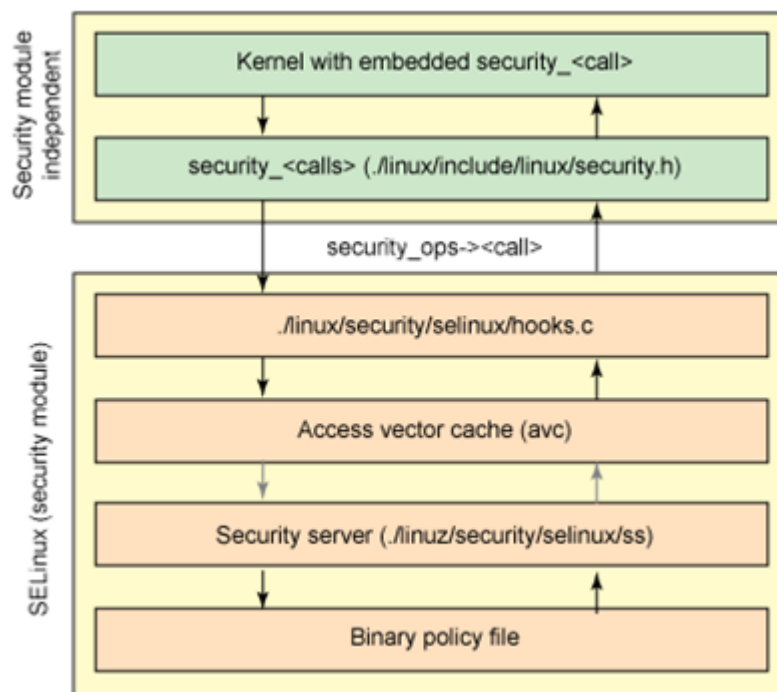 Security module
independent
Kernel with embedded security_<call>
security_<calls> (./linux/include/linux/security.h)
security_ops-><call>
SELinux (security module)
./linux/security/selinux/hooks.c
Access vector cache (avc)
Security server (./linuz/security/selinux/ss)
Binary policy file